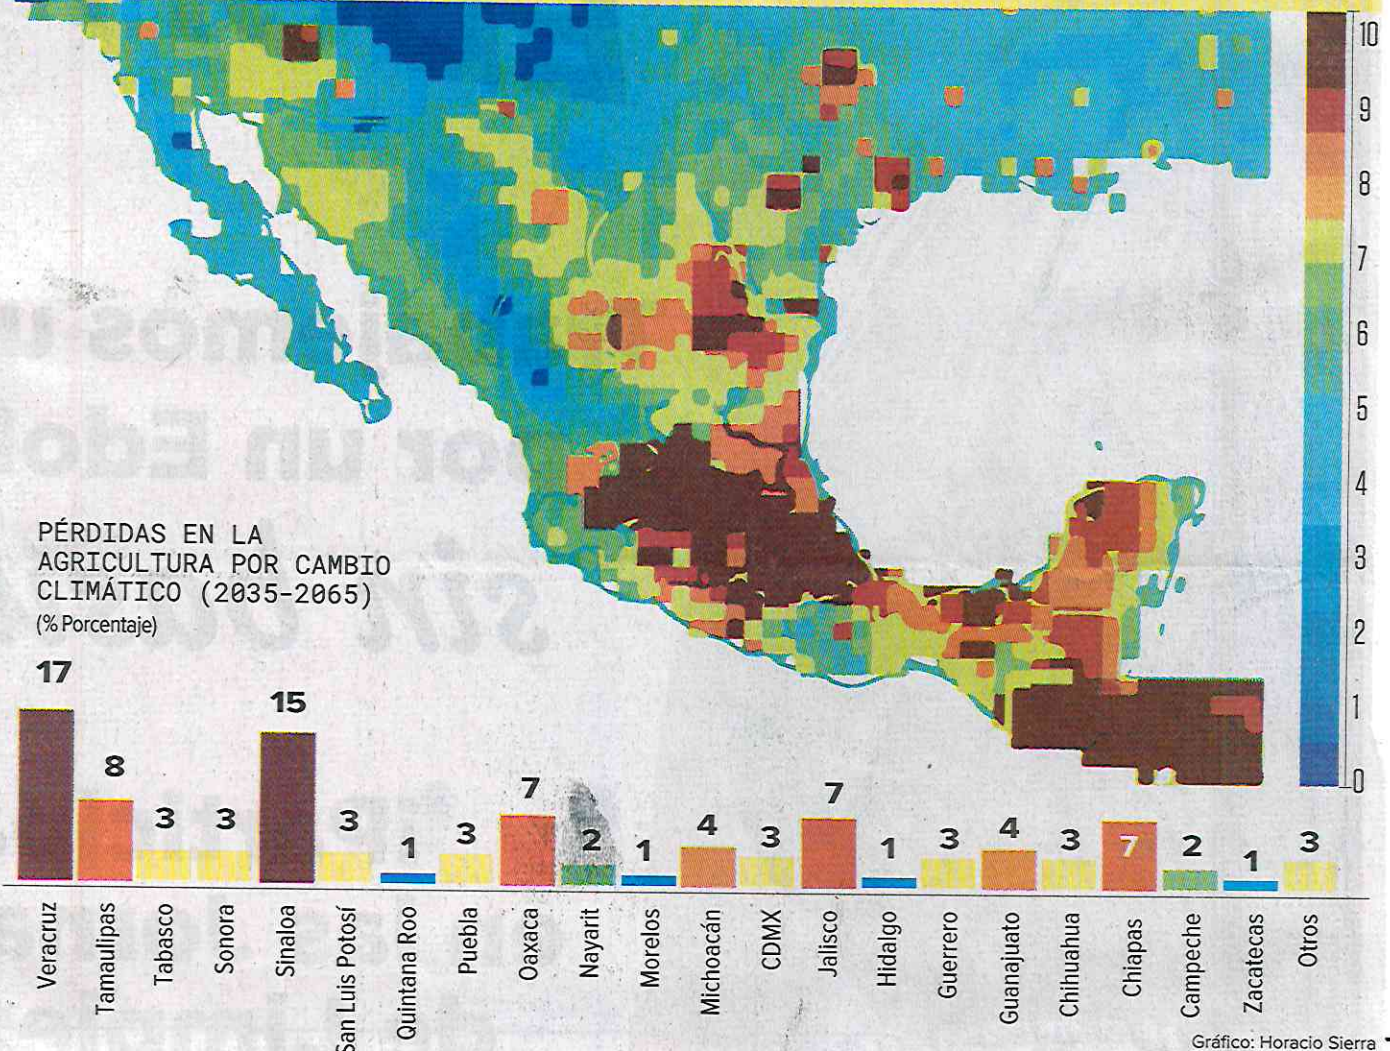 10
9
8
7
6
5
4
3
2
1
0
PÉRDIDAS EN LA
AGRICULTURA POR CAMBIO
CLIMÁTICO (2035-2065)
(% Porcentaje)
17
8
3
3
15
3
1
3
7
2
1
4
3
7
1
3
4
3
7
2
1
3
Veracruz
Tamaulipas
Tabasco
Sonora
Sinaloa
San Luis Potosí
Quintana Roo
Puebla
Oaxaca
Nayarit
Morelos
Michoacán
CDMX
Jalisco
Hidalgo
Guerrero
Guanajuato
Chihuahua
Chiapas
Campeche
Zacatecas
Otros
Gráfico: Horacio Sierra